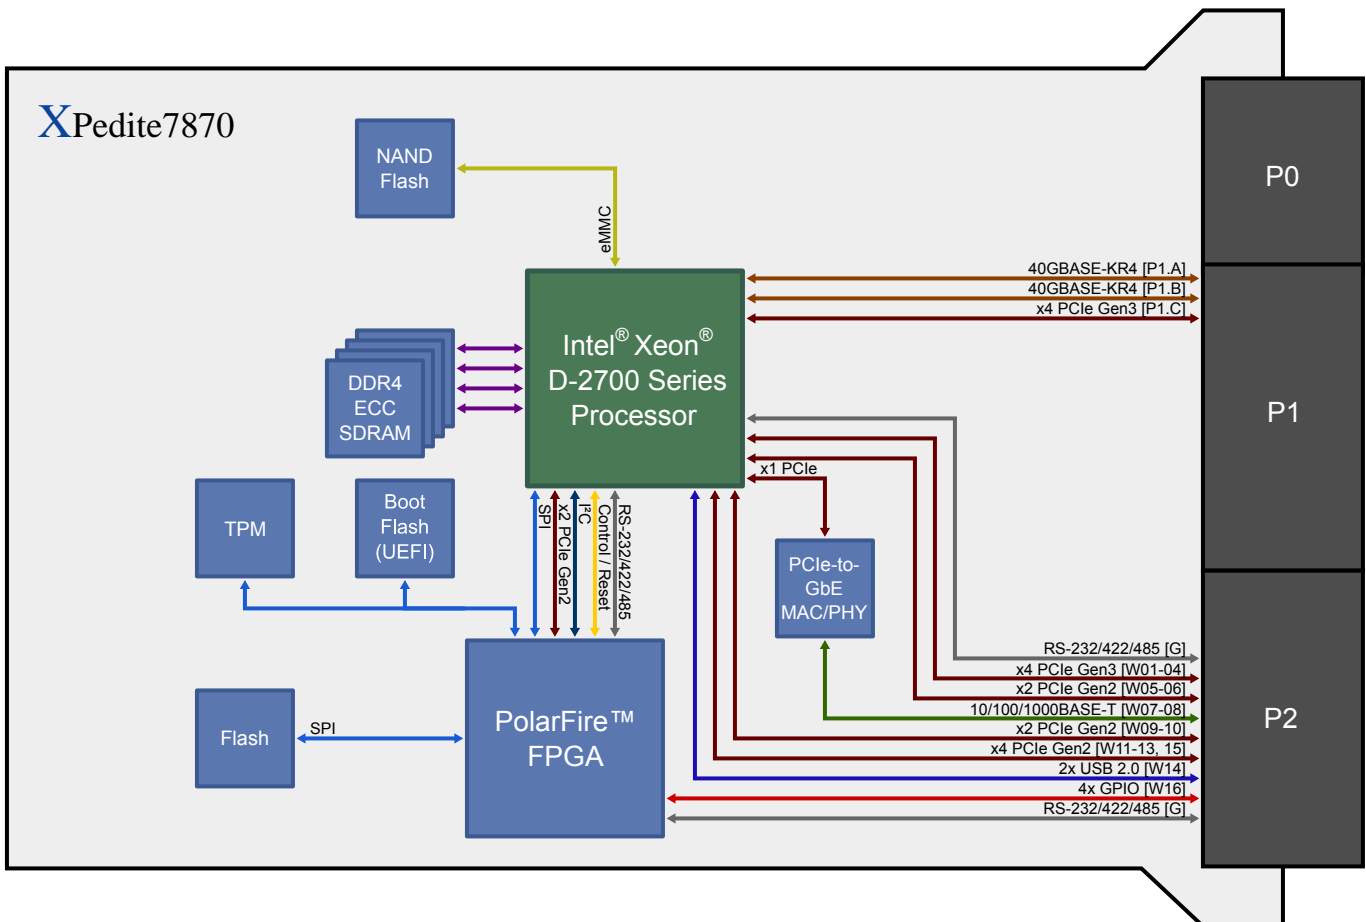 XPedite7870
NAND
Flash
eMMC
P0
40GBASE-KR4 [P1.A]
40GBASE-KR4 [P1.B]
x4 PCIe Gen3 [P1.C]
Intel® Xeon®
D-2700 Series
Processor
DDR4
ECC
SDRAM
P1
x1 PCIe
TPM
Boot
Flash
(UEFI)
SPI
x2 PCIe Gen2
I²C
Control / Reset
RS-232/422/485
PCIe-to-
GbE
MAC/PHY
RS-232/422/485 [G]
x4 PCIe Gen3 [W01-04]
x2 PCIe Gen2 [W05-06]
10/100/1000BASE-T [W07-08]
x2 PCIe Gen2 [W09-10]
x4 PCIe Gen2 [W11-13, 15]
2x USB 2.0 [W14]
4x GPIO [W16]
RS-232/422/485 [G]
P2
Flash
SPI
PolarFire™
FPGA